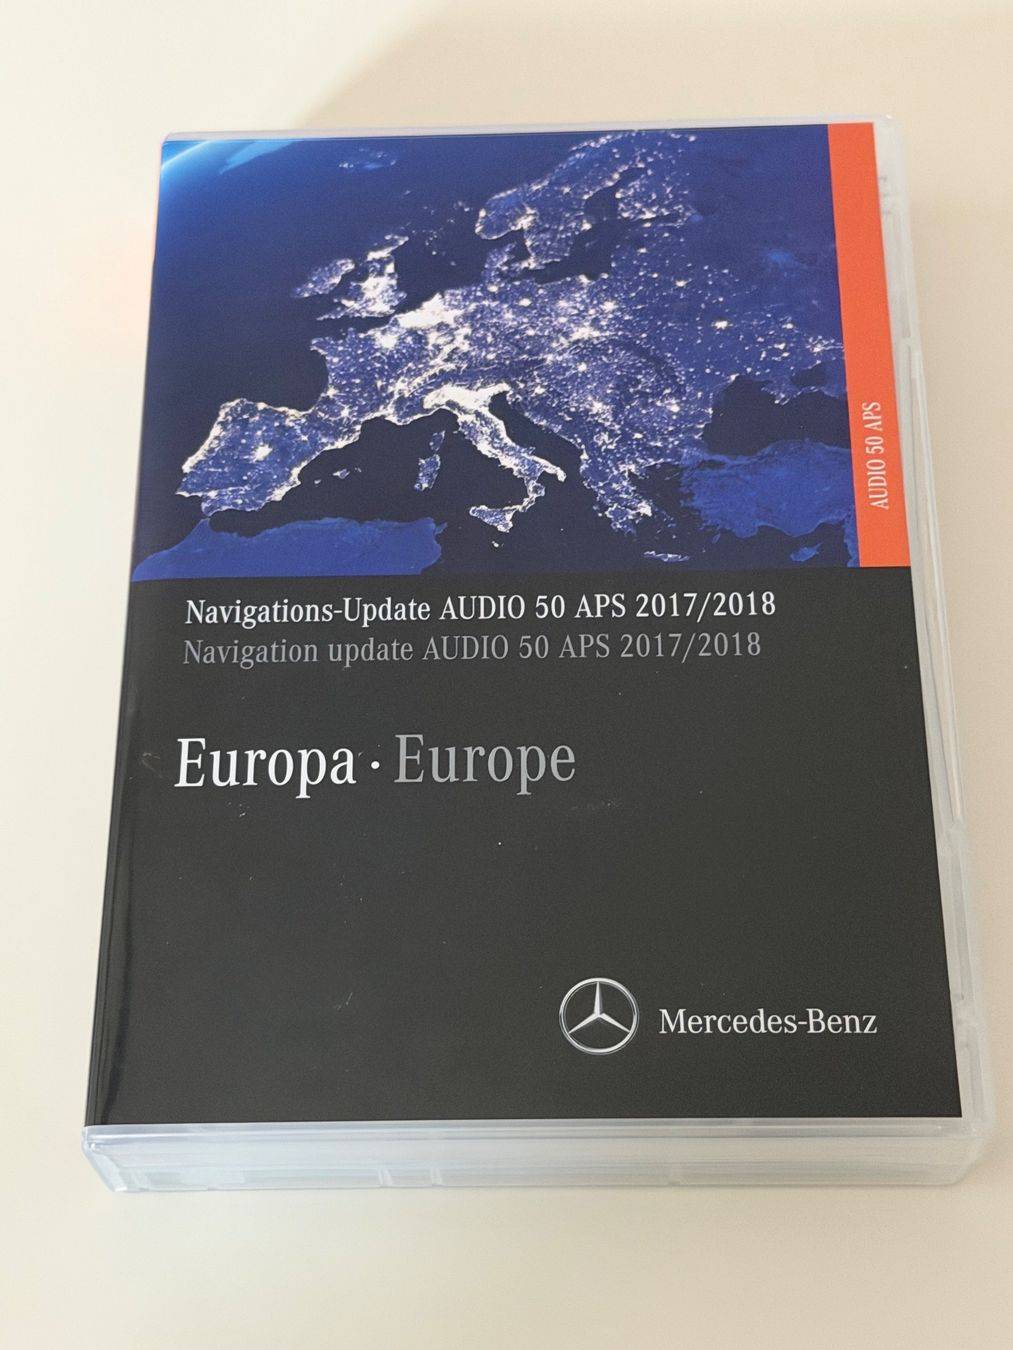 AUDIO 50 APS
Navigations-Update AUDIO 50 APS 2017/2018
Navigation update AUDIO 50 APS 2017/2018
Europa · Europe
Mercedes-Benz